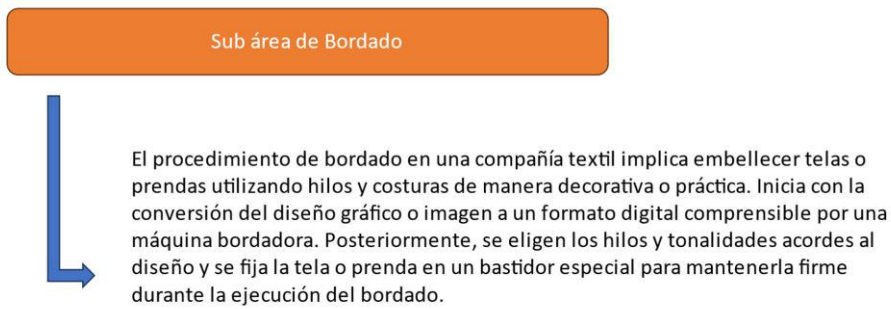 Sub área de Bordado
El procedimiento de bordado en una compañía textil implica embellecer telas o
prendas utilizando hilos y costuras de manera decorativa o práctica. Inicia con la
conversión del diseño gráfico o imagen a un formato digital comprensible por una
máquina bordadora. Posteriormente, se eligen los hilos y tonalidades acordes al
diseño y se fija la tela o prenda en un bastidor especial para mantenerla firme
durante la ejecución del bordado.